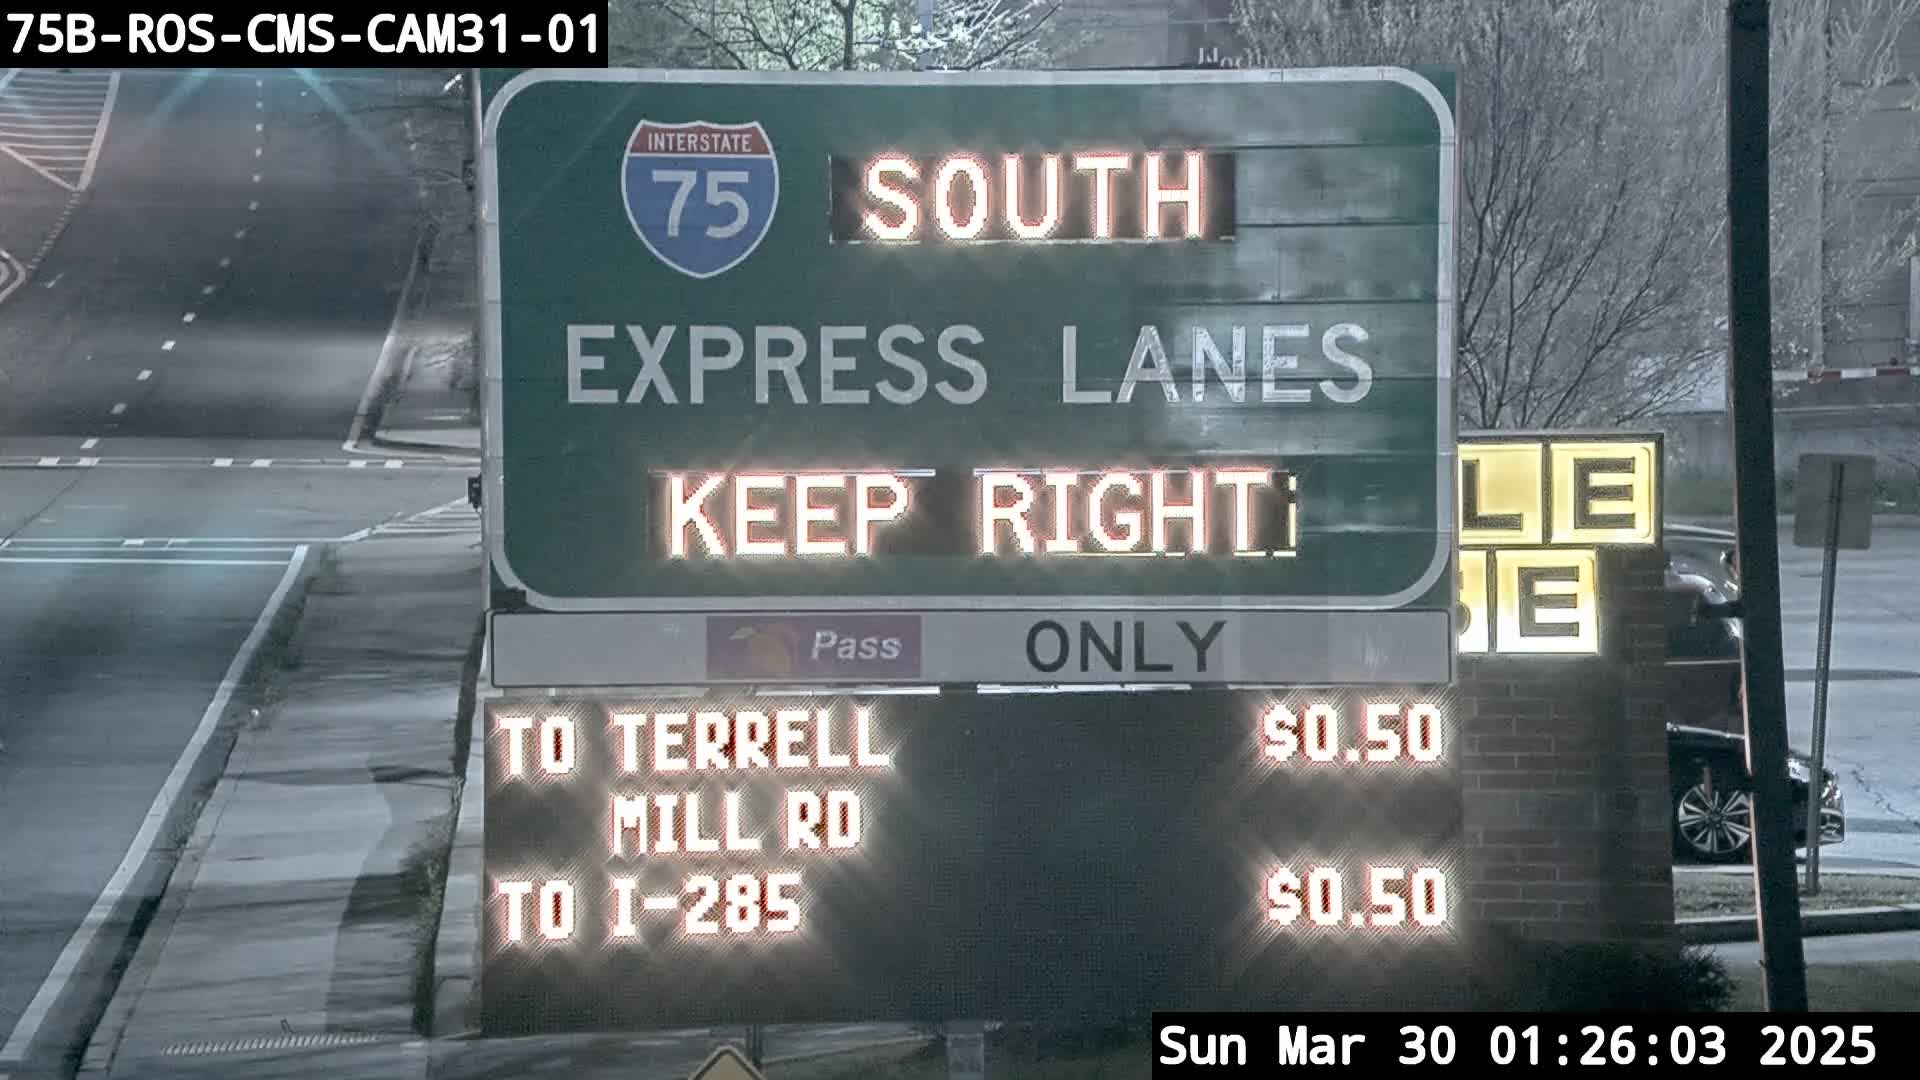 75B-ROS-CMS-CAM31-01
INTERSTATE
75
SOUTH
EXPRESS LANES
KEEP RIGHT
Pass ONLY
TO TERRELL $0.50
MILL RD
TO I-285 $0.50
LE
E
Sun Mar 30 01:26:03 2025